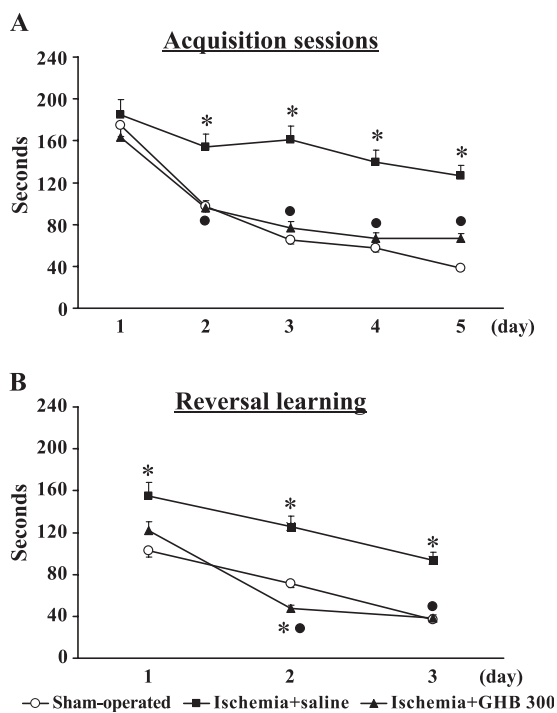 A
Acquisition sessions
240
200
160
120
80
40
0
Seconds
* * * *
1 2 3 4 5 (day)
B
Reversal learning
240
200
160
120
80
40
0
Seconds
* * *
*
1 2 3 (day)
Sham-operated Ischemia+saline Ischemia+GHB 300